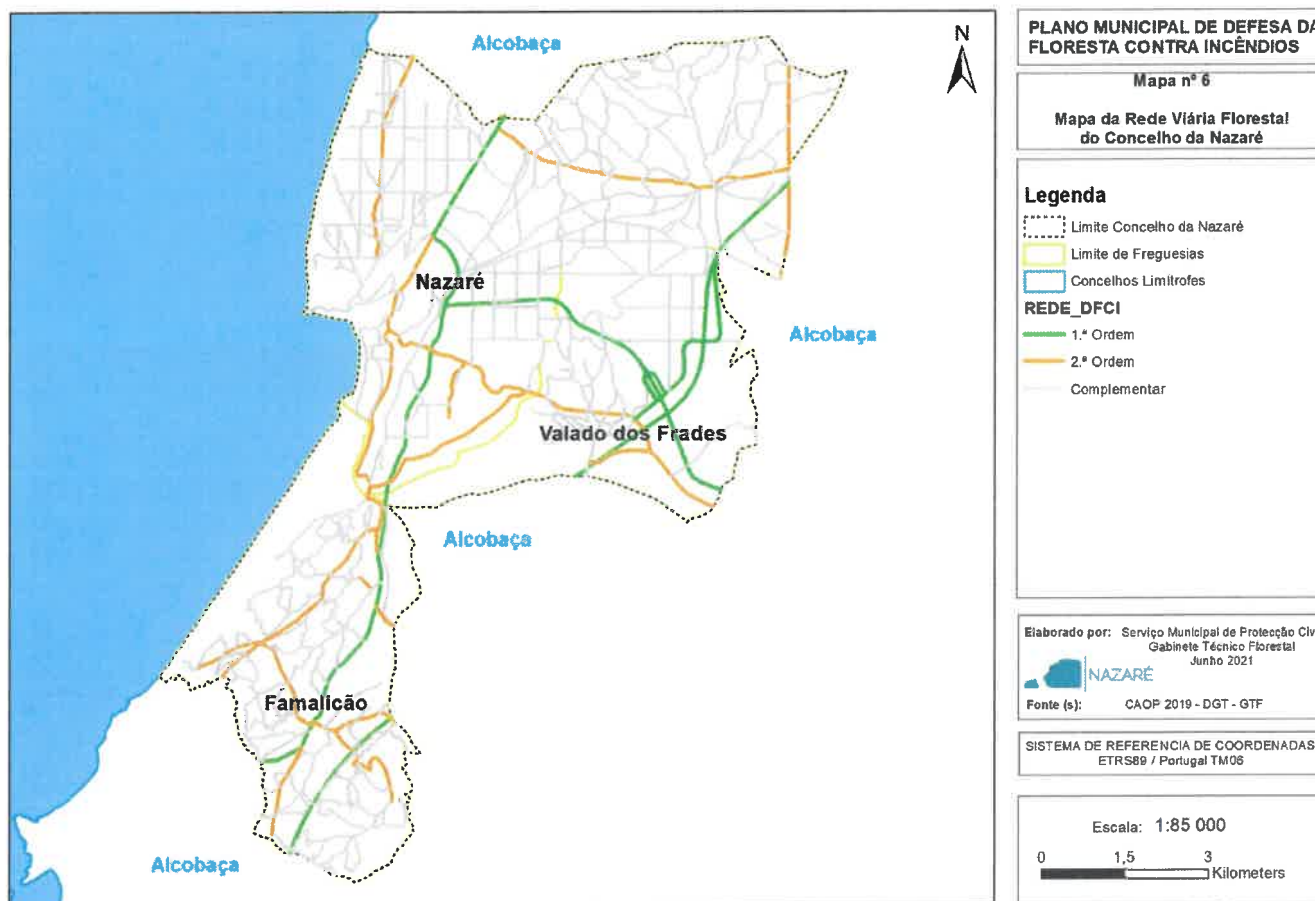 Alcobaça
N
Nazaré
Alcobaça
Valado dos Frades
Alcobaça
Famalicão
Alcobaça
PLANO MUNICIPAL DE DEFESA DA
FLORESTA CONTRA INCÊNDIOS
Mapa nº 6
Mapa da Rede Viária Florestal
do Concelho da Nazaré
Legenda
Limite Concelho da Nazaré
Limite de Freguesias
Concelhos Limítrofes
REDE_DFCI
1.ª Ordem
2.ª Ordem
Complementar
Elaborado por: Serviço Municipal de Protecção Civ
Gabinete Técnico Florestal
Junho 2021
NAZARÉ
Fonte (s): CAOP 2019 - DGT - GTF
SISTEMA DE REFERENCIA DE COORDENADAS
ETRS89 / Portugal TM06
Escala: 1:85 000
0 1,5 3
Kilometers